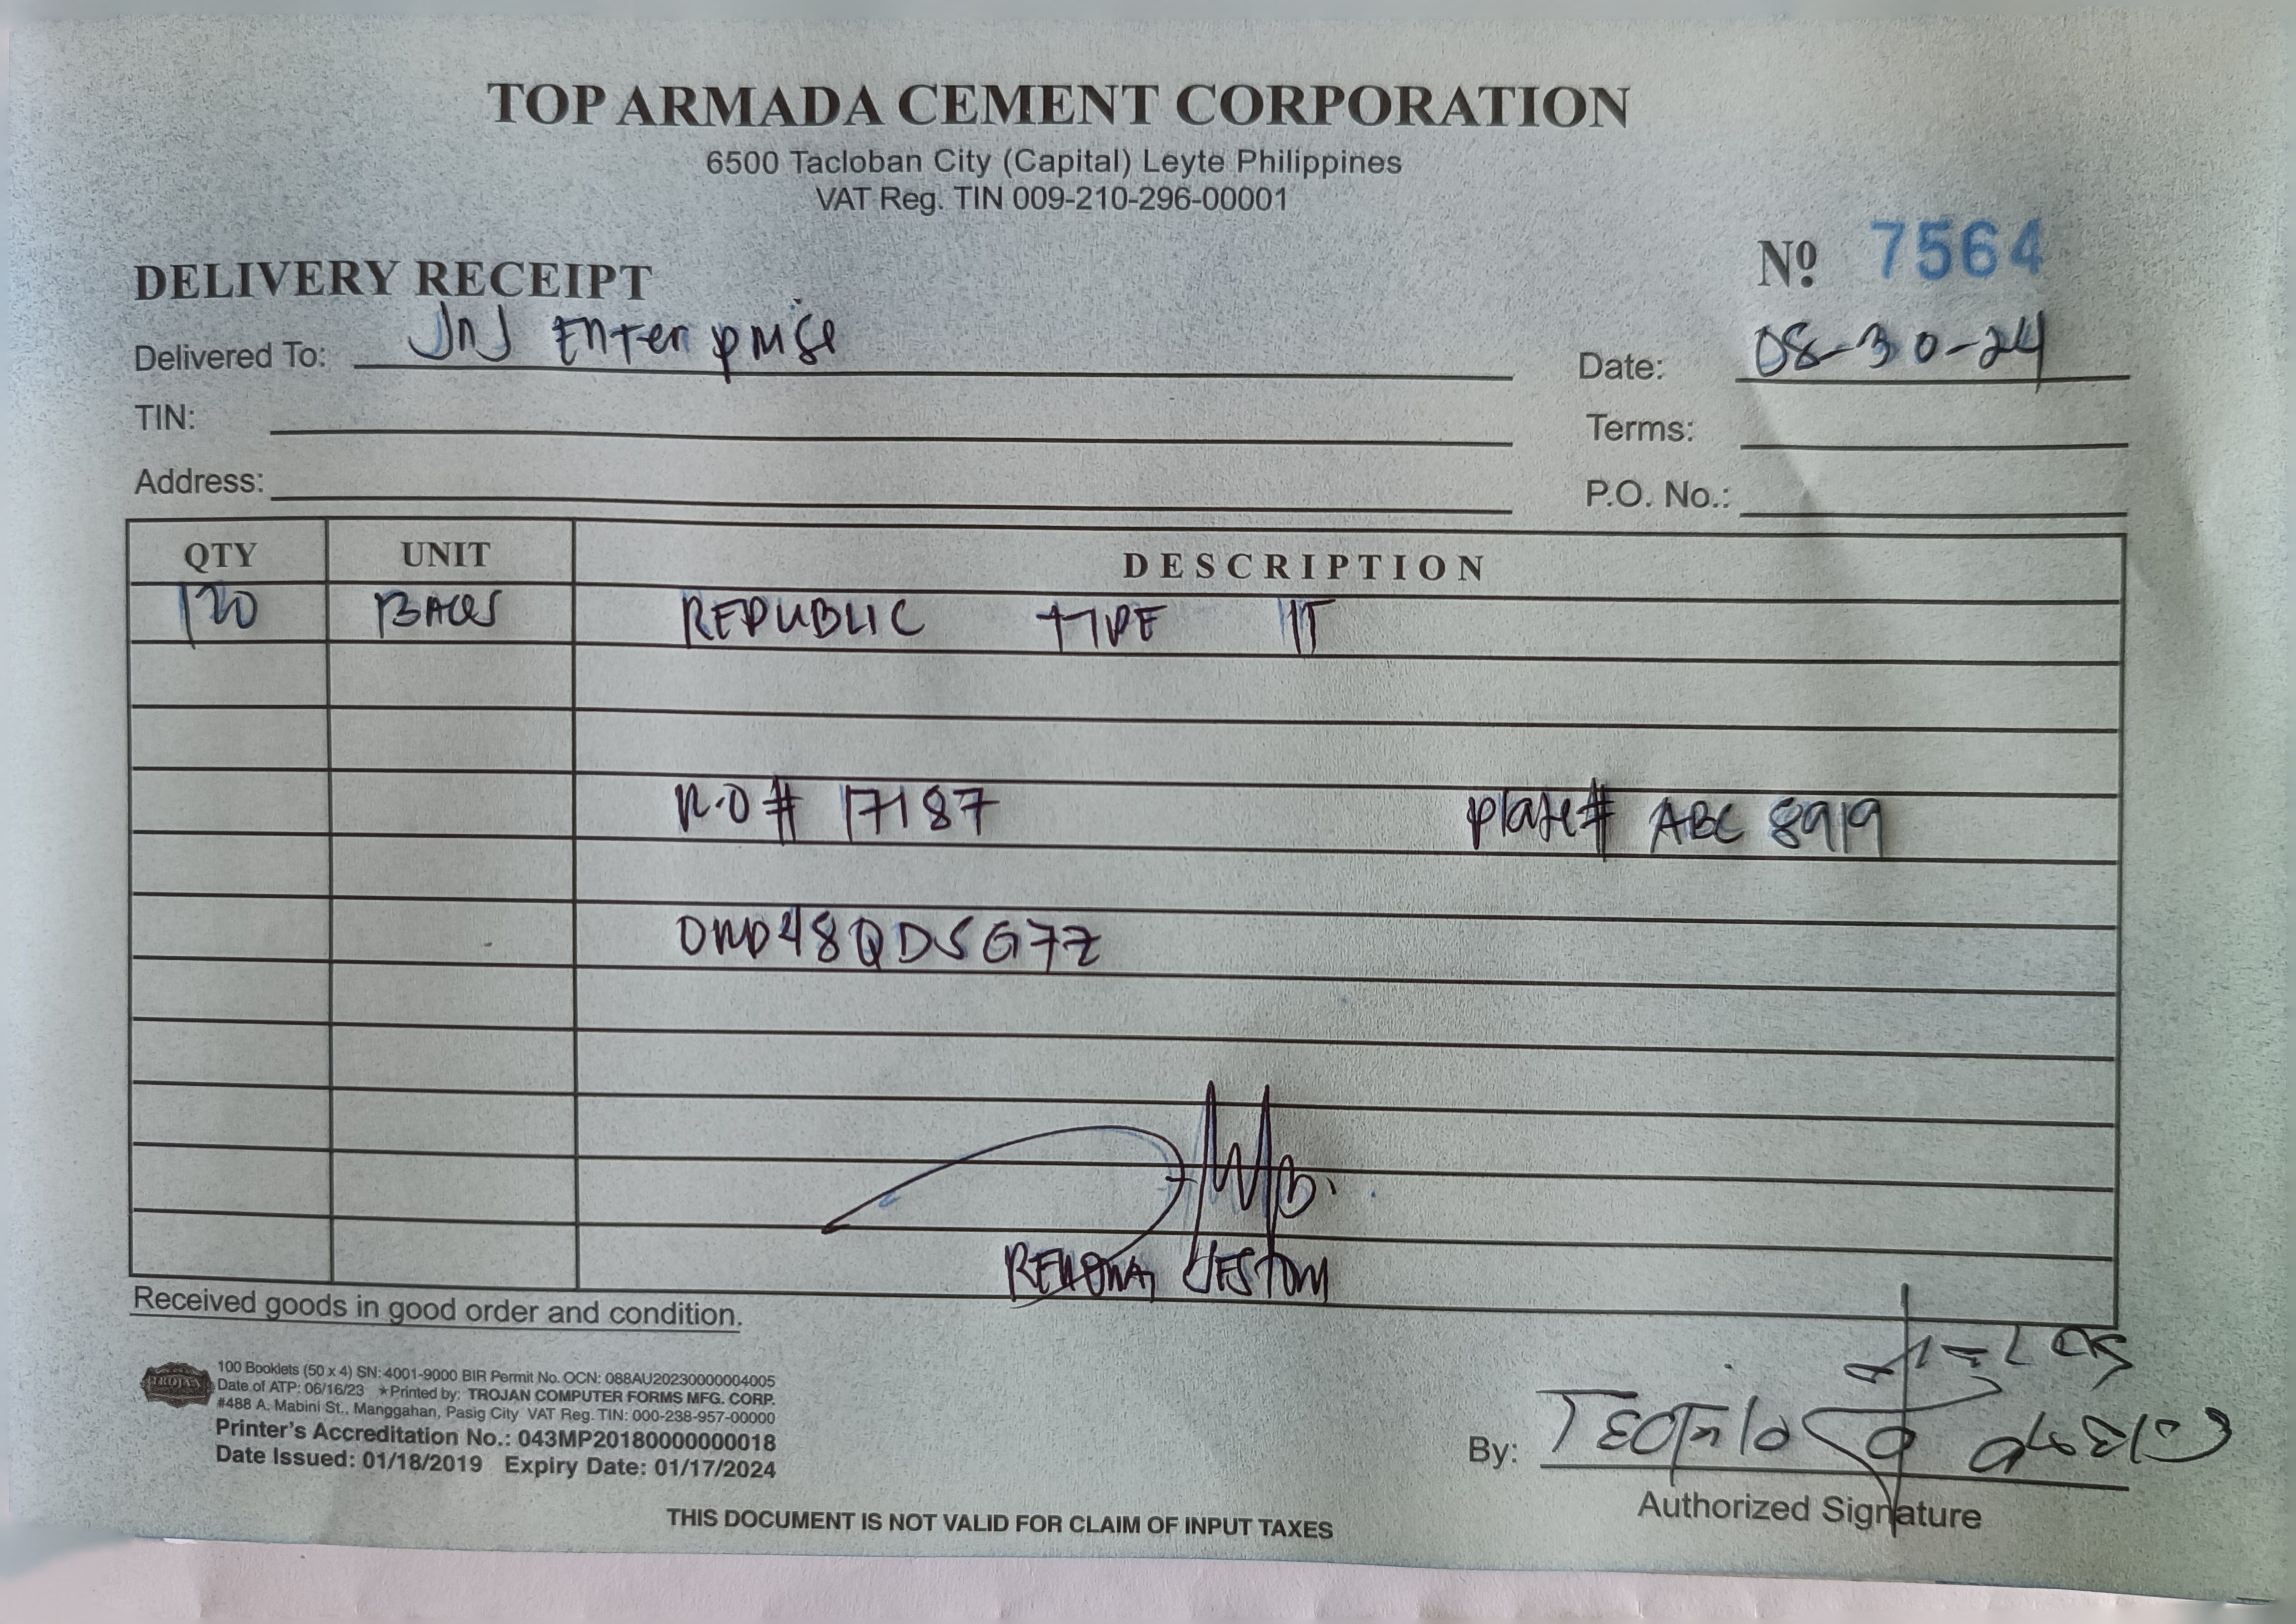 TOP ARMADA CEMENT CORPORATION
6500 Tacloban City (Capital) Leyte Philippines
VAT Reg. TIN 009-210-296-00001
DELIVERY RECEIPT
Nº 7564
Delivered To: JNJ Enterprise
Date: 08-30-24
TIN:
Terms:
Address:
P.O. No.:
QTY UNIT DESCRIPTION
120 BAGS REPUBLIC TYPE 1T
# 17187 plate# ABC 8919
Received goods in good order and condition.
TROJAN
100 Booklets (50 x 4) SN: 4001-9000 BIR Permit No. OCN: 088AU20230000004005
Date of ATP: 06/16/23 ★Printed by: TROJAN COMPUTER FORMS MFG. CORP.
#488 A. Mabini St., Manggahan, Pasig City VAT Reg. TIN: 000-238-957-00000
Printer's Accreditation No.: 043MP20180000000018
Date Issued: 01/18/2019 Expiry Date: 01/17/2024
By:
Authorized Signature
THIS DOCUMENT IS NOT VALID FOR CLAIM OF INPUT TAXES